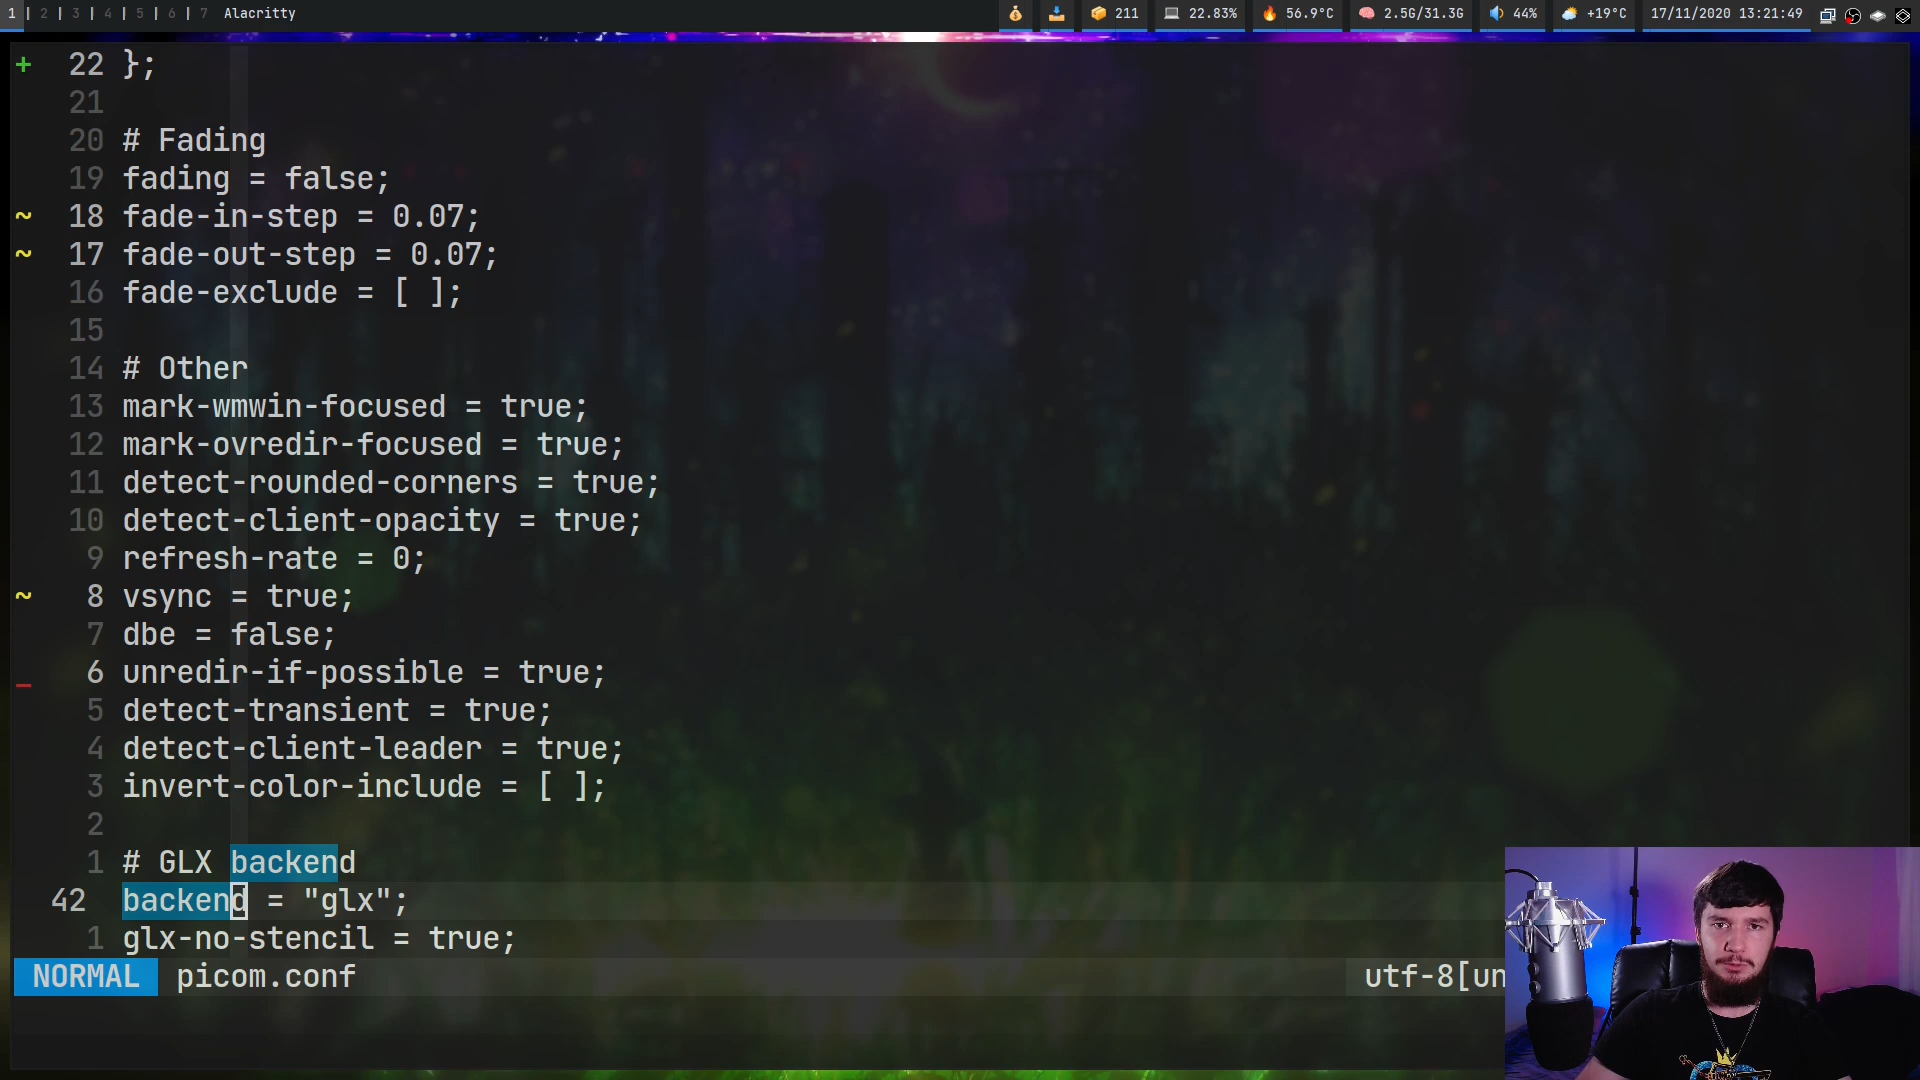 1 | 2 | 3 | 4 | 5 | 6 | 7 Alacritty 211 22.83% 56.9°C 2.5G/31.3G 44% +19°C 17/11/2020 13:21:49
+ 22 };
21
20 # Fading
19 fading = false;
~ 18 fade-in-step = 0.07;
~ 17 fade-out-step = 0.07;
16 fade-exclude = [ ];
15
14 # Other
13 mark-wmwin-focused = true;
12 mark-ovredir-focused = true;
11 detect-rounded-corners = true;
10 detect-client-opacity = true;
9 refresh-rate = 0;
~ 8 vsync = true;
7 dbe = false;
_ 6 unredir-if-possible = true;
5 detect-transient = true;
4 detect-client-leader = true;
3 invert-color-include = [ ];
2
1 # GLX backend
42 backend = "glx";
1 glx-no-stencil = true;
NORMAL picom.conf utf-8[un